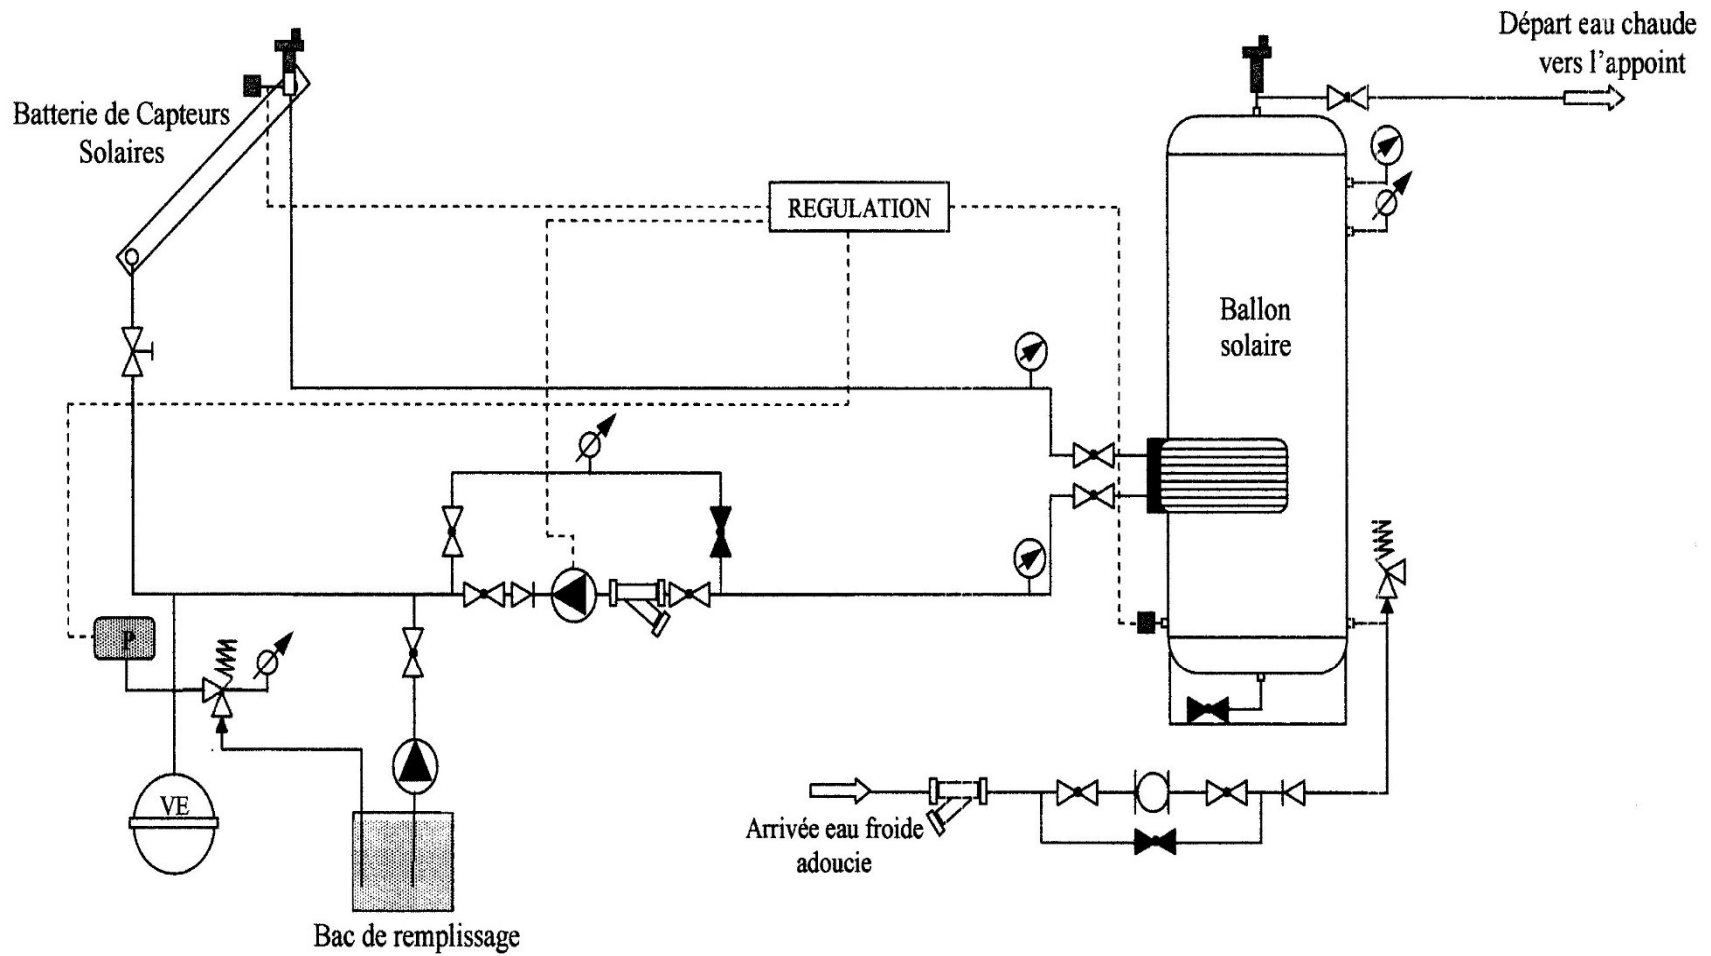 Départ eau chaude
vers l'appoint
Batterie de Capteurs
Solaires
REGULATION
Ballon
solaire
P
VE
Arrivée eau froide
adoucie
Bac de remplissage